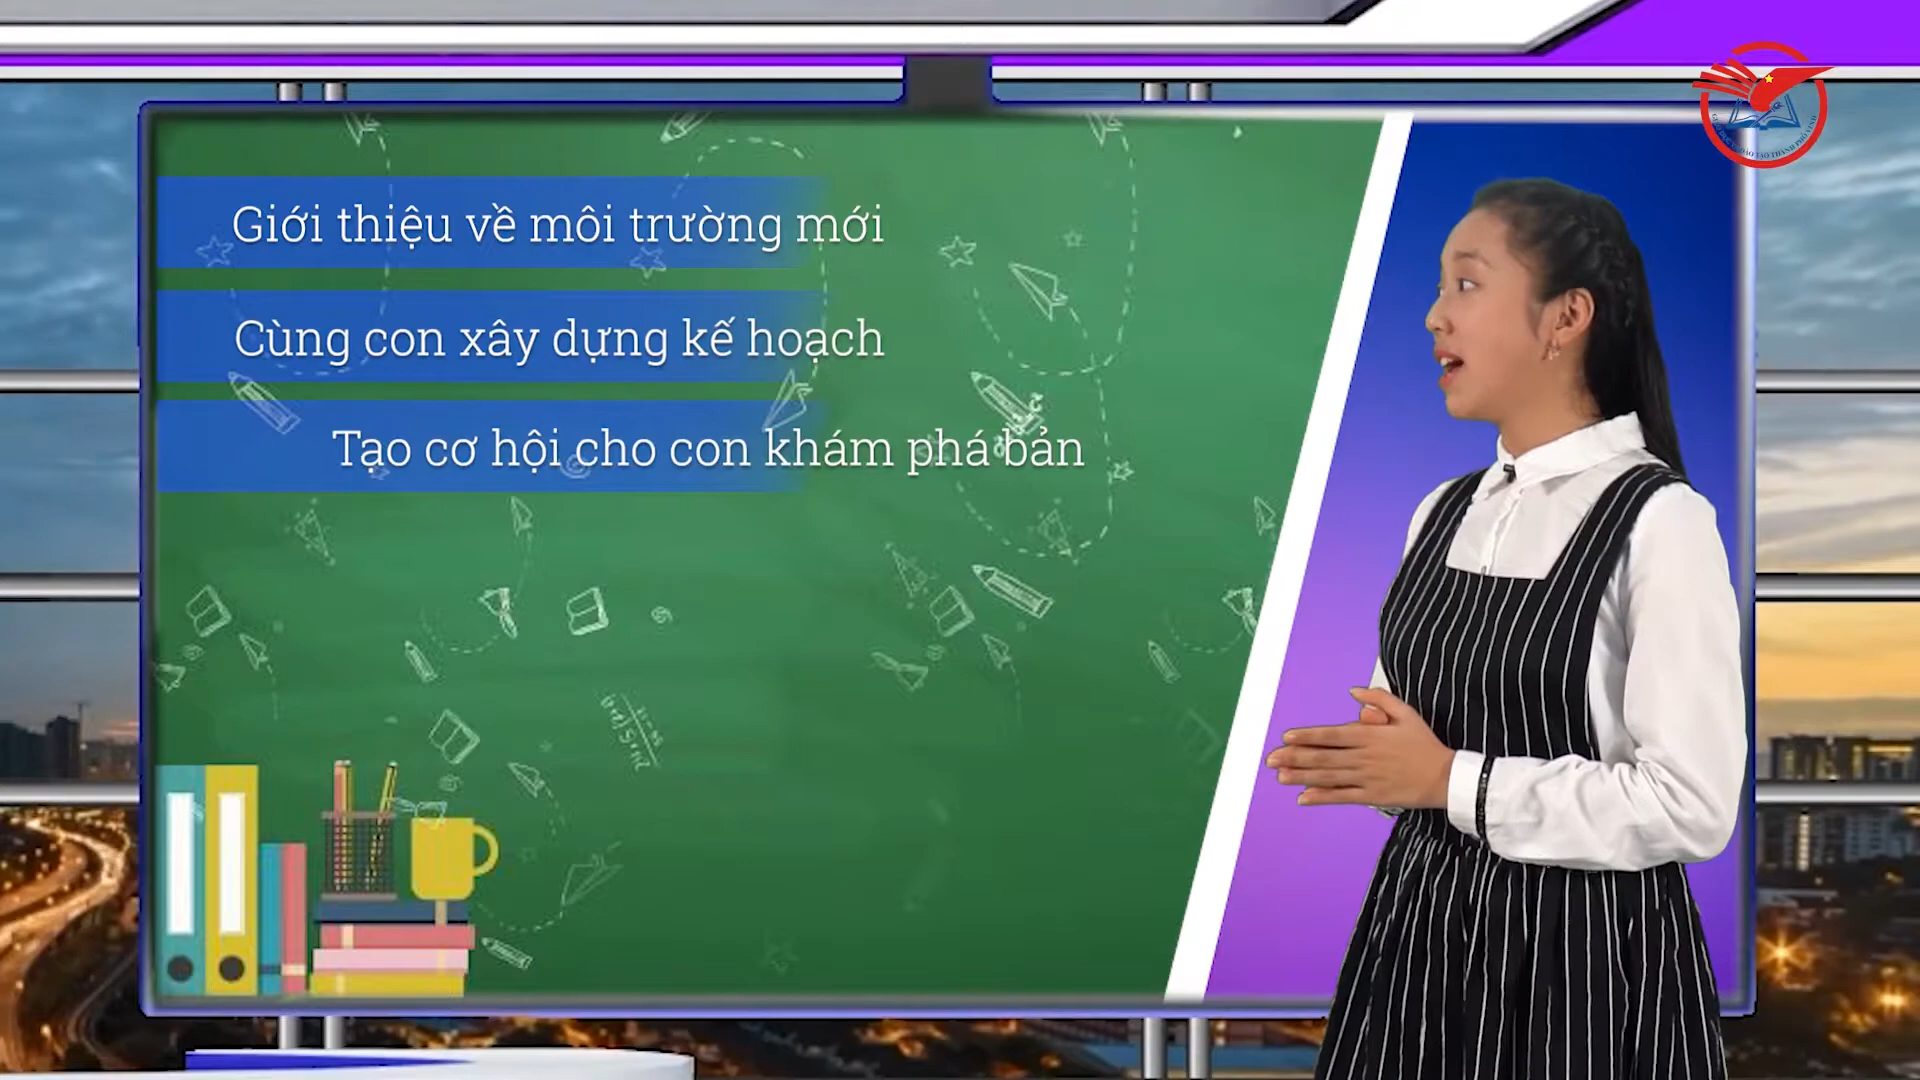 Giới thiệu về môi trường mới
Cùng con xây dựng kế hoạch
Tạo cơ hội cho con khám phá bản